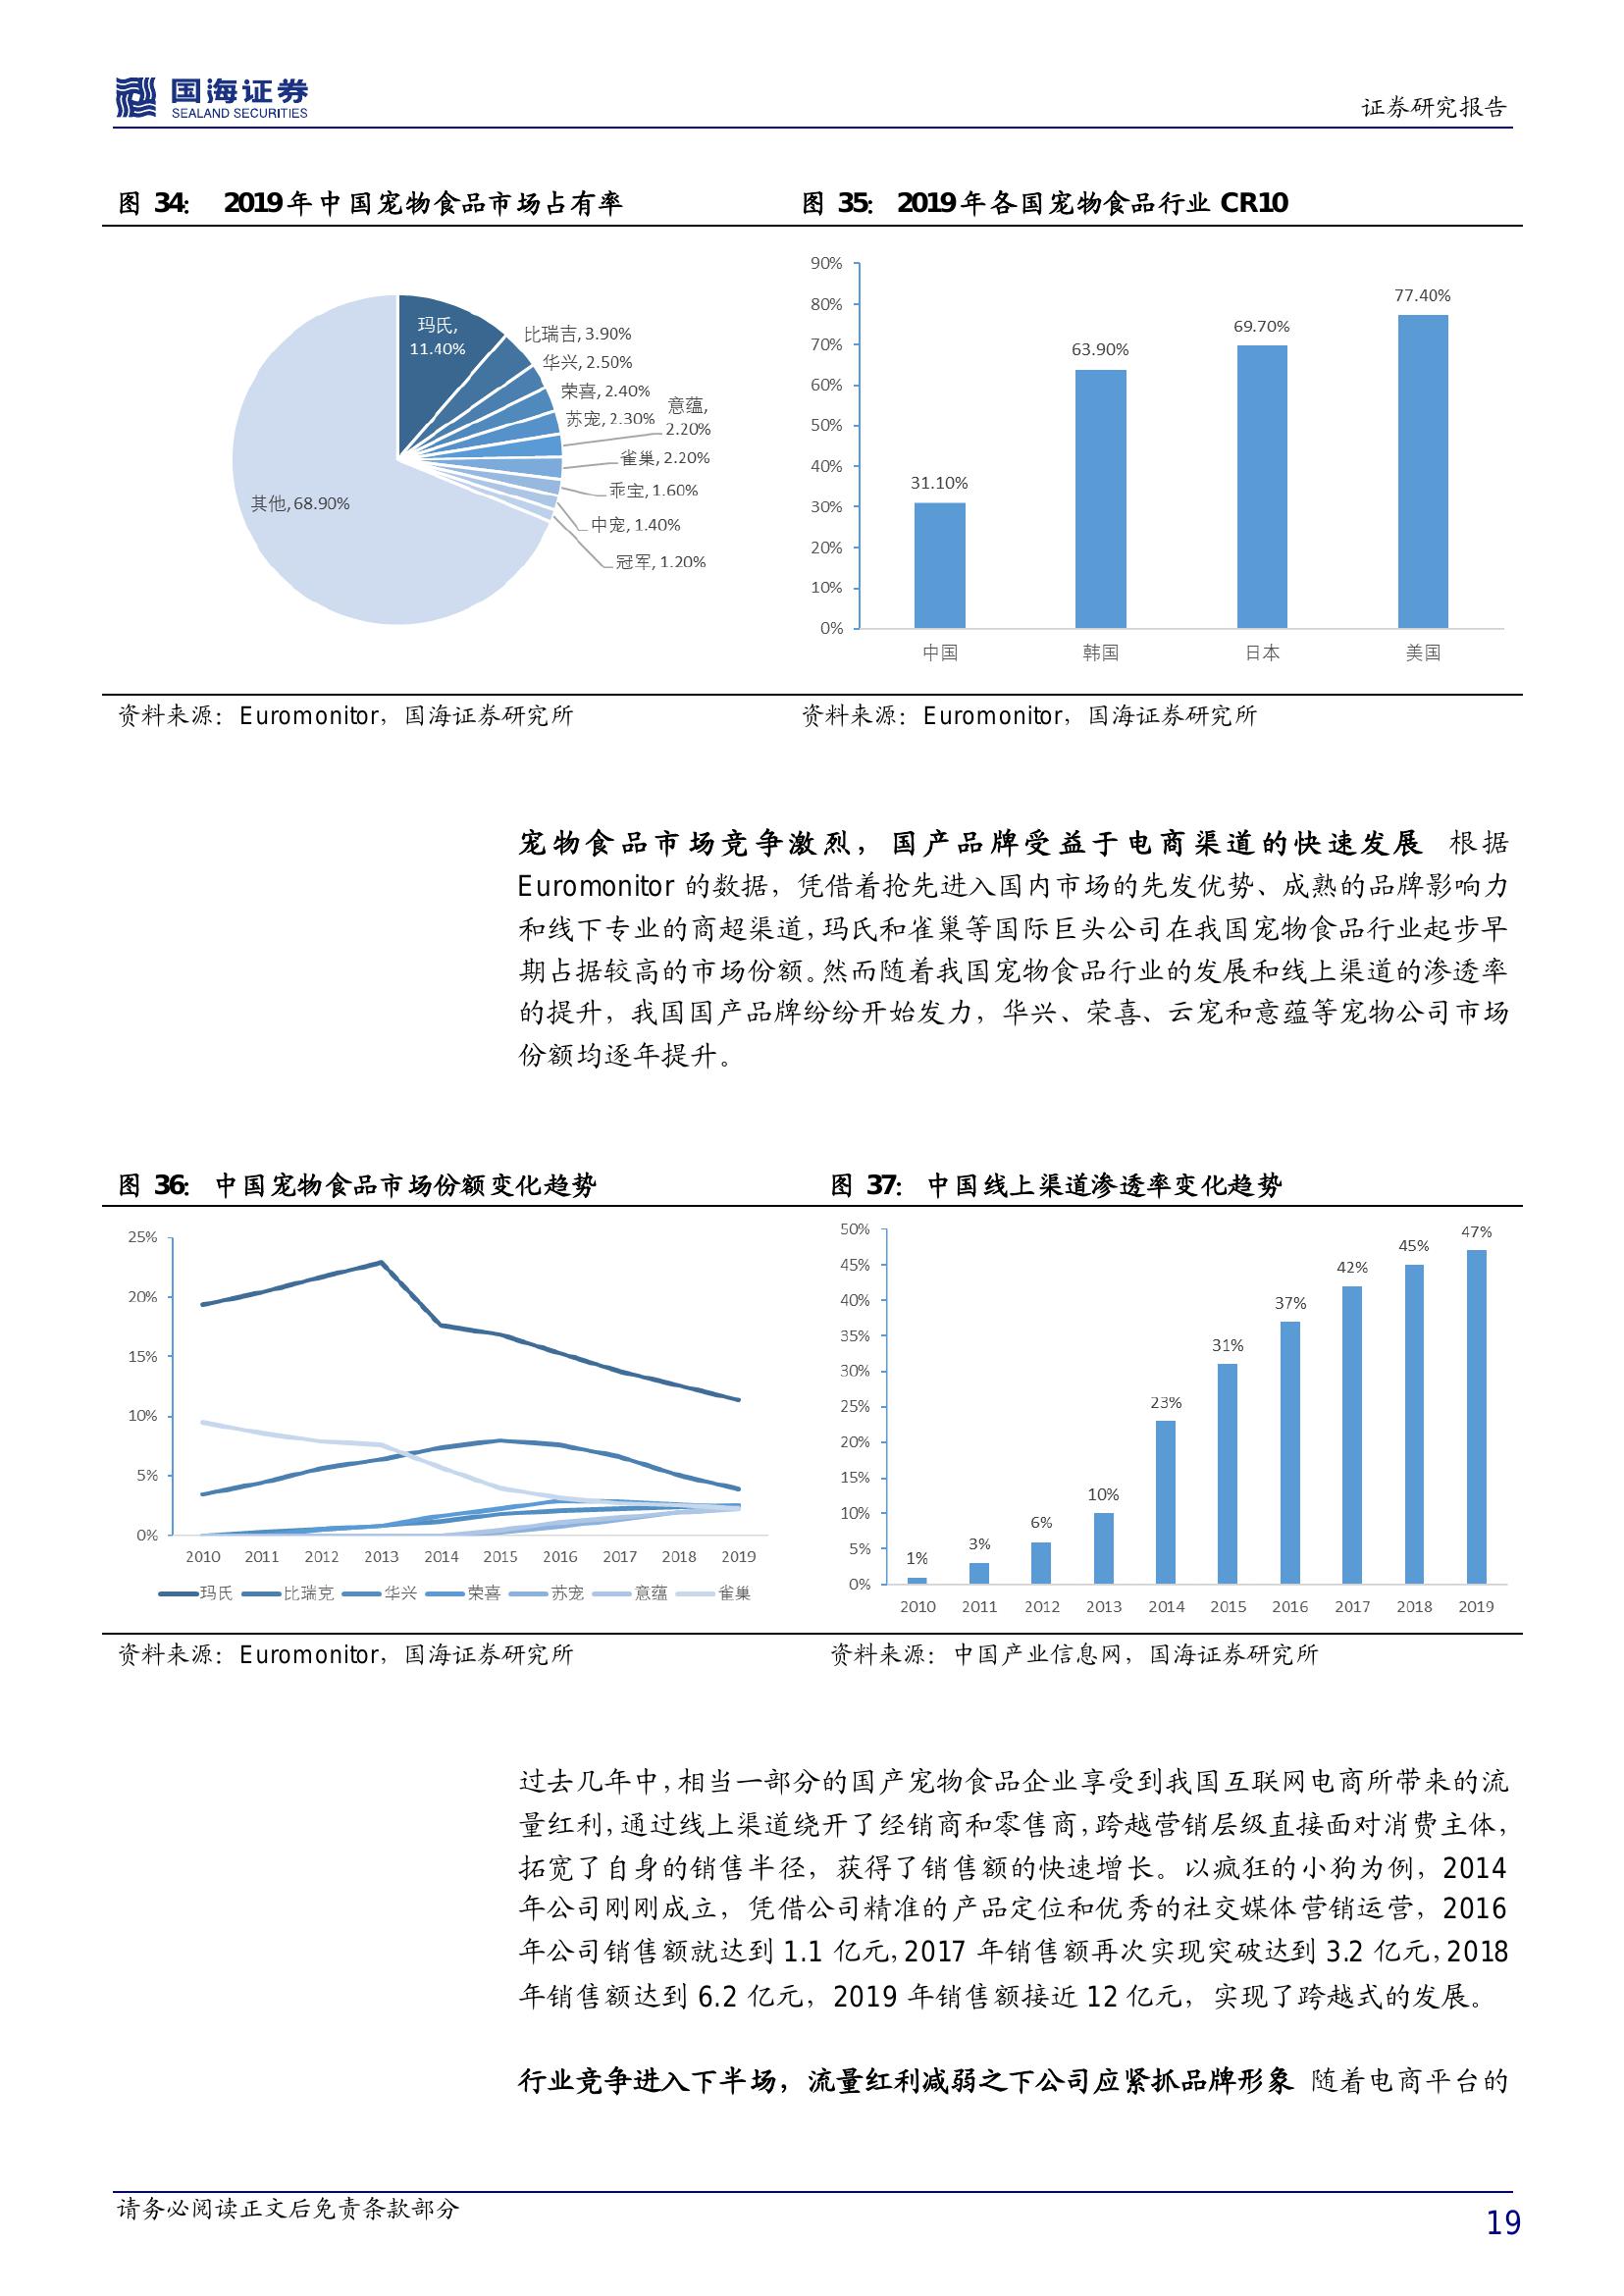 国海证券
SEALAND SECURITIES
证券研究报告
图 34： 2019年中国宠物食品市场占有率
玛氏,
11.40%
比瑞吉, 3.90%
华兴, 2.50%
荣喜, 2.40%
苏宠, 2.30%
意蕴,
2.20%
雀巢, 2.20%
乖宝, 1.60%
中宠, 1.40%
冠军, 1.20%
其他, 68.90%
资料来源：Euromonitor，国海证券研究所
图 35： 2019年各国宠物食品行业 CR10
90%
80%
70%
60%
50%
40%
30%
20%
10%
0%
31.10%
63.90%
69.70%
77.40%
中国 韩国 日本 美国
资料来源：Euromonitor，国海证券研究所
宠物食品市场竞争激烈，国产品牌受益于电商渠道的快速发展 根据
Euromonitor 的数据，凭借着抢先进入国内市场的先发优势、成熟的品牌影响力
和线下专业的商超渠道，玛氏和雀巢等国际巨头公司在我国宠物食品行业起步早
期占据较高的市场份额。然而随着我国宠物食品行业的发展和线上渠道的渗透率
的提升，我国国产品牌纷纷开始发力，华兴、荣喜、云宠和意蕴等宠物公司市场
份额均逐年提升。
图 36： 中国宠物食品市场份额变化趋势
25%
20%
15%
10%
5%
0%
2010 2011 2012 2013 2014 2015 2016 2017 2018 2019
玛氏 比瑞克 华兴 荣喜 苏宠 意蕴 雀巢
资料来源：Euromonitor，国海证券研究所
图 37： 中国线上渠道渗透率变化趋势
50%
45%
40%
35%
30%
25%
20%
15%
10%
5%
0%
1% 3% 6% 10% 23% 31% 37% 42% 45% 47%
2010 2011 2012 2013 2014 2015 2016 2017 2018 2019
资料来源：中国产业信息网，国海证券研究所
过去几年中，相当一部分的国产宠物食品企业享受到我国互联网电商所带来的流
量红利，通过线上渠道绕开了经销商和零售商，跨越营销层级直接面对消费主体，
拓宽了自身的销售半径，获得了销售额的快速增长。以疯狂的小狗为例，2014
年公司刚刚成立，凭借公司精准的产品定位和优秀的社交媒体营销运营，2016
年公司销售额就达到 1.1 亿元，2017 年销售额再次实现突破达到 3.2 亿元，2018
年销售额达到 6.2 亿元，2019 年销售额接近 12 亿元，实现了跨越式的发展。
行业竞争进入下半场，流量红利减弱之下公司应紧抓品牌形象 随着电商平台的
请务必阅读正文后免责条款部分
19